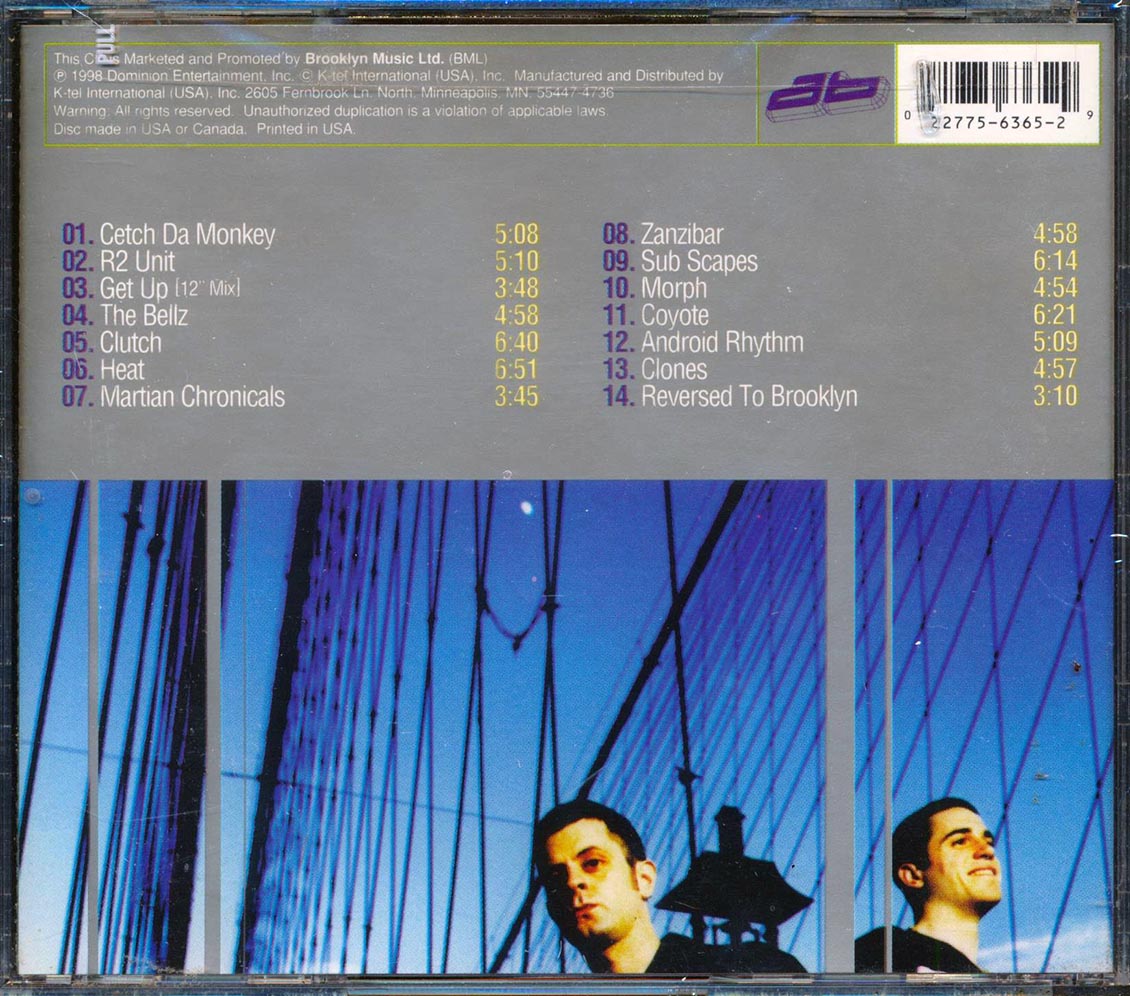 This CD is Marketed and Promoted by Brooklyn Music Ltd. (BML)
℗ 1998 Dominion Entertainment, Inc. © K-tel International (USA), Inc. Manufactured and Distributed by
K-tel International (USA), Inc. 2605 Fernbrook Ln. North, Minneapolis, MN, 55447-4736
Warning: All rights reserved. Unauthorized duplication is a violation of applicable laws.
Disc made in USA or Canada. Printed in USA.
ab
0 22775-6365-2 9
01. Cetch Da Monkey 5:08
02. R2 Unit 5:10
03. Get Up [12" Mix] 3:48
04. The Bellz 4:58
05. Clutch 6:40
06. Heat 6:51
07. Martian Chronicals 3:45
08. Zanzibar 4:58
09. Sub Scapes 6:14
10. Morph 4:54
11. Coyote 6:21
12. Android Rhythm 5:09
13. Clones 4:57
14. Reversed To Brooklyn 3:10